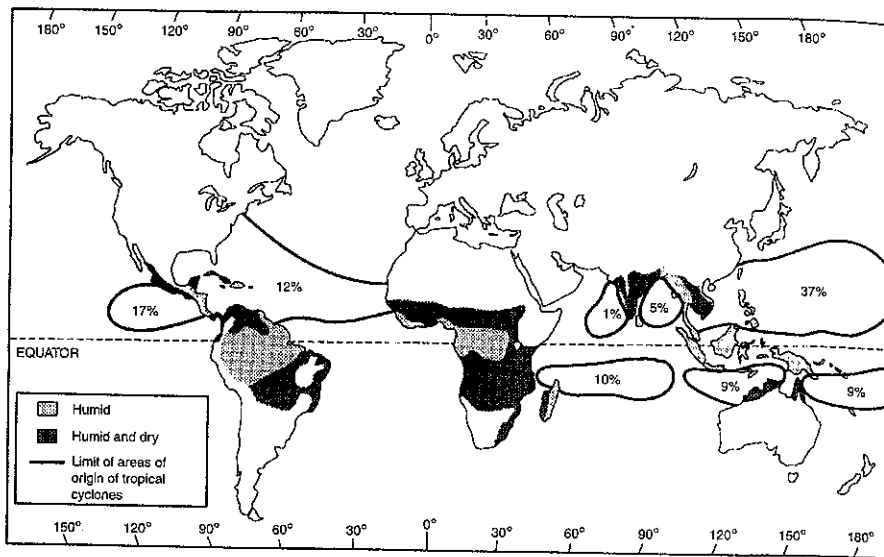 180° 150° 120° 90° 60° 30° 0° 30° 60° 90° 120° 150° 180°
12%
37%
1%
5%
17%
EQUATOR
10%
9%
9%
Humid
Humid and dry
Limit of areas of
origin of tropical
cyclones
120° 90° 60° 30° 0° 30° 60° 90° 120° 150° 180°